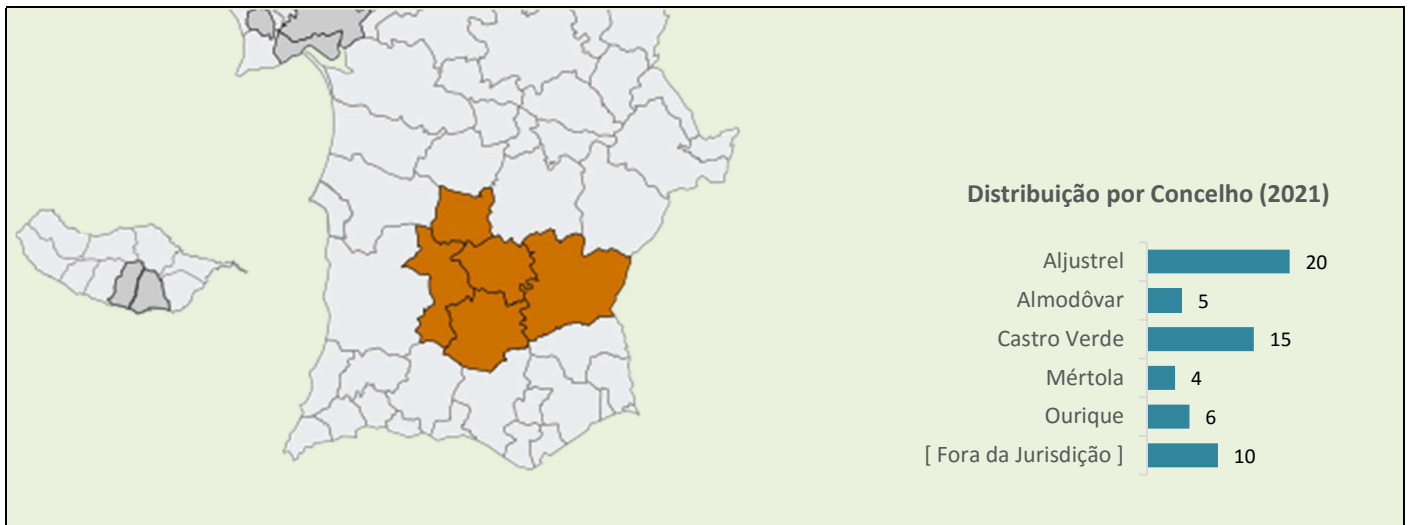 Distribuição por Concelho (2021)
Aljustrel 20
Almodôvar 5
Castro Verde 15
Mértola 4
Ourique 6
[ Fora da Jurisdição ] 10